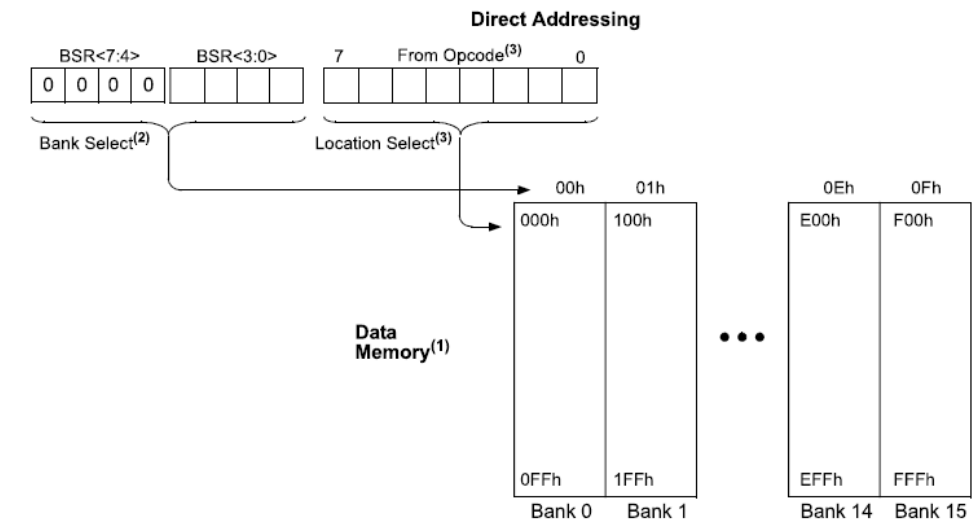 Direct Addressing
BSR<7:4> BSR<3:0> 7 From Opcode(3) 0
0 0 0 0
Bank Select(2) Location Select(3)
00h 01h 0Eh 0Fh
000h 100h E00h F00h
Data
Memory(1)
0FFh 1FFh EFFh FFFh
Bank 0 Bank 1 Bank 14 Bank 15